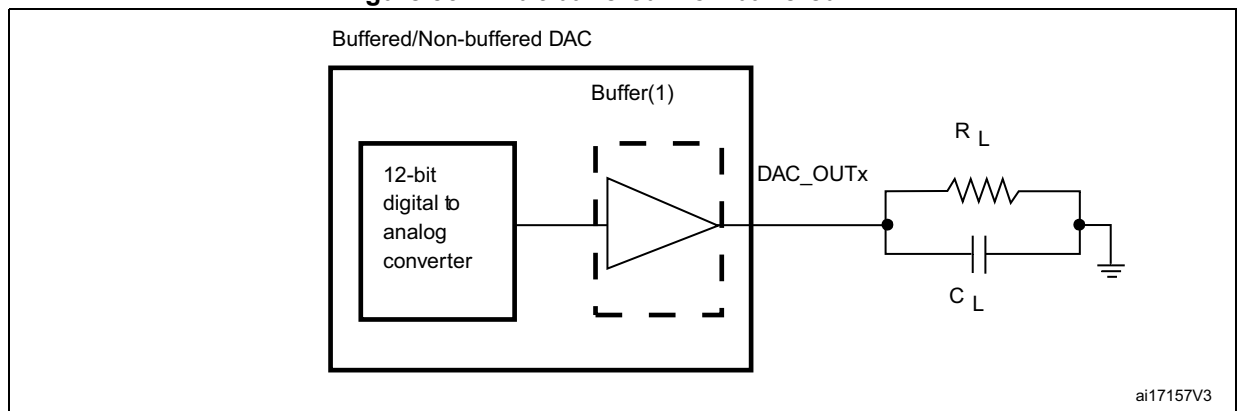 Buffered/Non-buffered DAC
Buffer(1)
12-bit
digital to
analog
converter
DAC_OUTx
R L
C L
ai17157V3